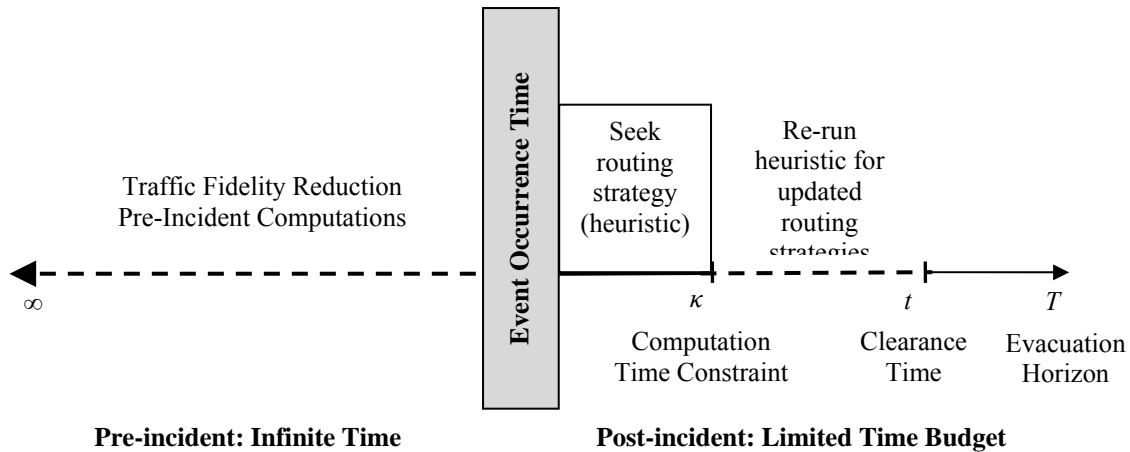 Event Occurrence Time
Traffic Fidelity Reduction
Pre-Incident Computations
Seek
routing
strategy
(heuristic)
Re-run
heuristic for
updated
routing
strategies
∞
κ
t
T
Computation
Time Constraint
Clearance
Time
Evacuation
Horizon
Pre-incident: Infinite Time
Post-incident: Limited Time Budget